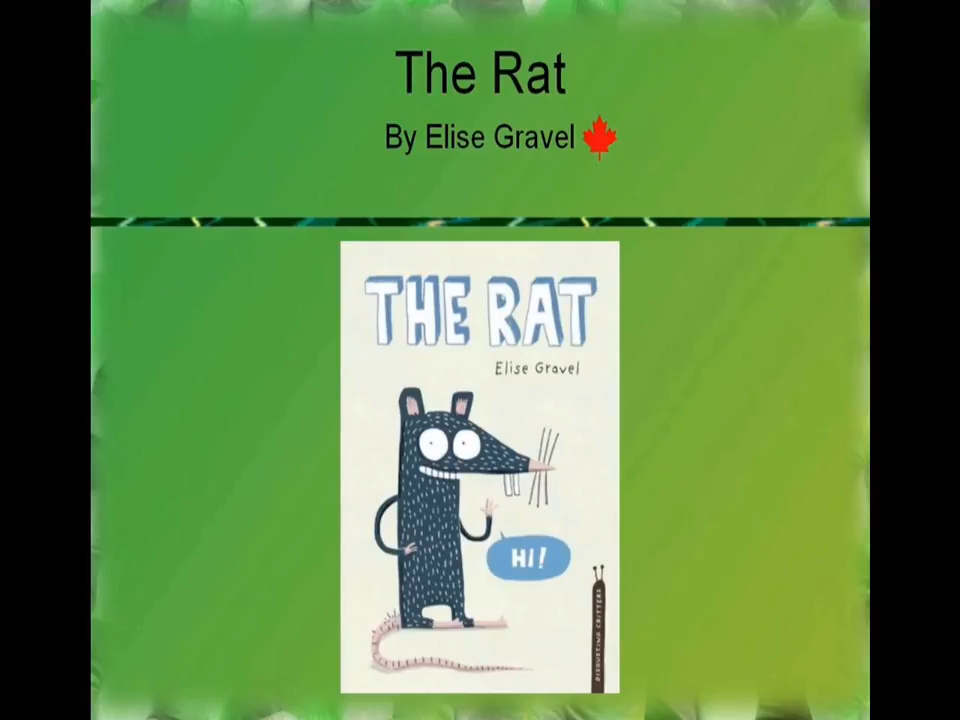 The Rat
By Elise Gravel
THE RAT
Elise Gravel
HI!
DISGUSTING CRITTERS